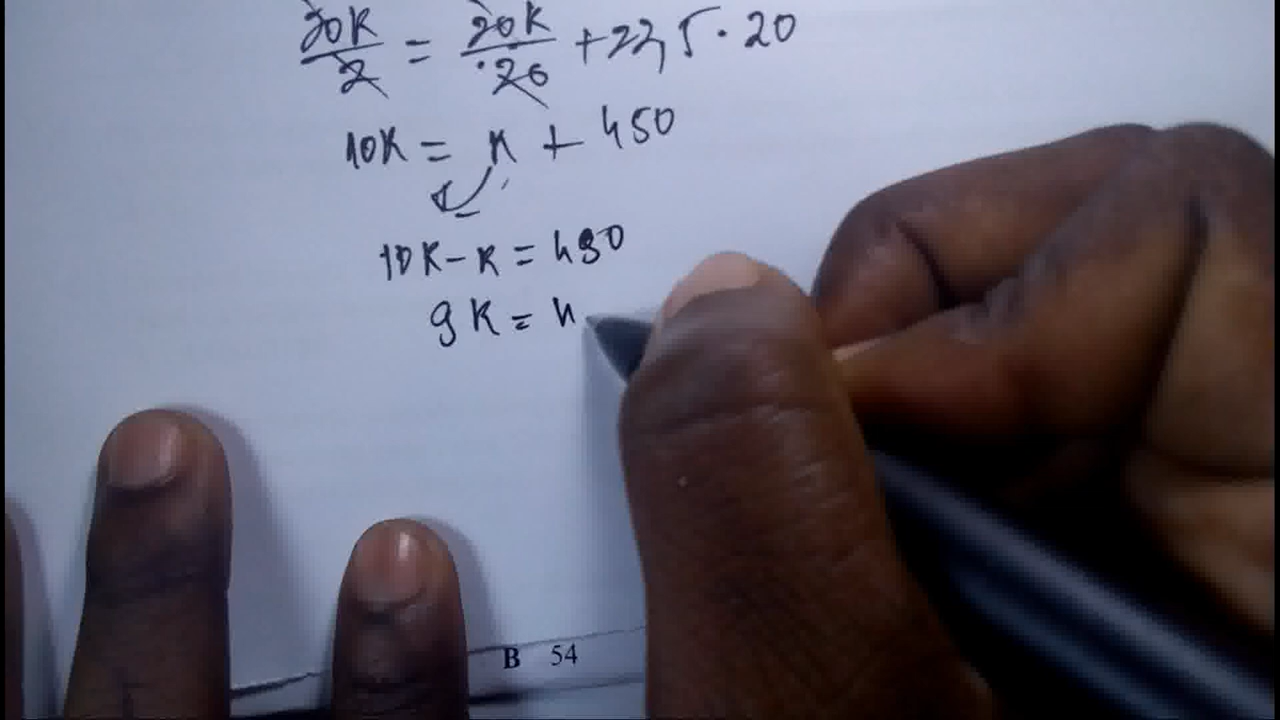 20K/2 = 20K/20 + 22,5 · 20
10K = K + 450
10K - K = 450
9K = 4
B 54